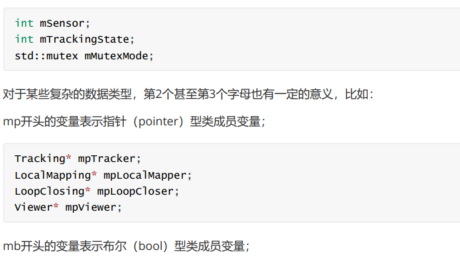 int mSensor;
int mTrackingState;
std::mutex mMutexMode;
对于某些复杂的数据类型，第2个甚至第3个字母也有一定的意义，比如：
mp开头的变量表示指针（pointer）型类成员变量；
Tracking* mpTracker;
LocalMapping* mpLocalMapper;
LoopClosing* mpLoopCloser;
Viewer* mpViewer;
mb开头的变量表示布尔（bool）型类成员变量；